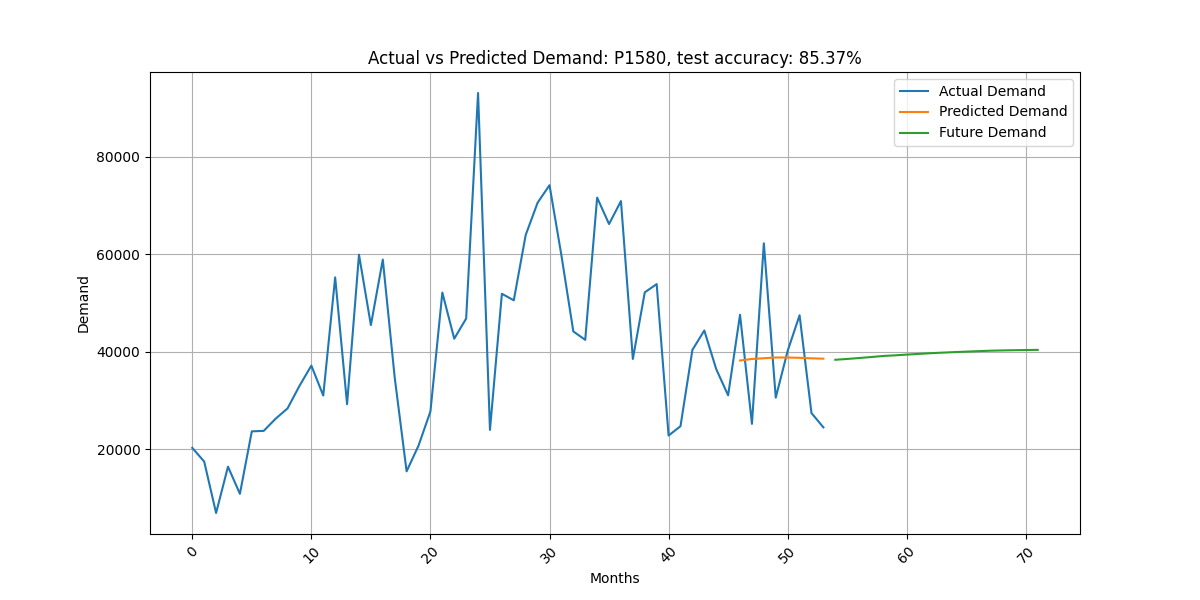 Actual vs Predicted Demand: P1580, test accuracy: 85.37%
Actual Demand
Predicted Demand
Future Demand
80000
60000
40000
20000
Demand
0 10 20 30 40 50 60 70
Months